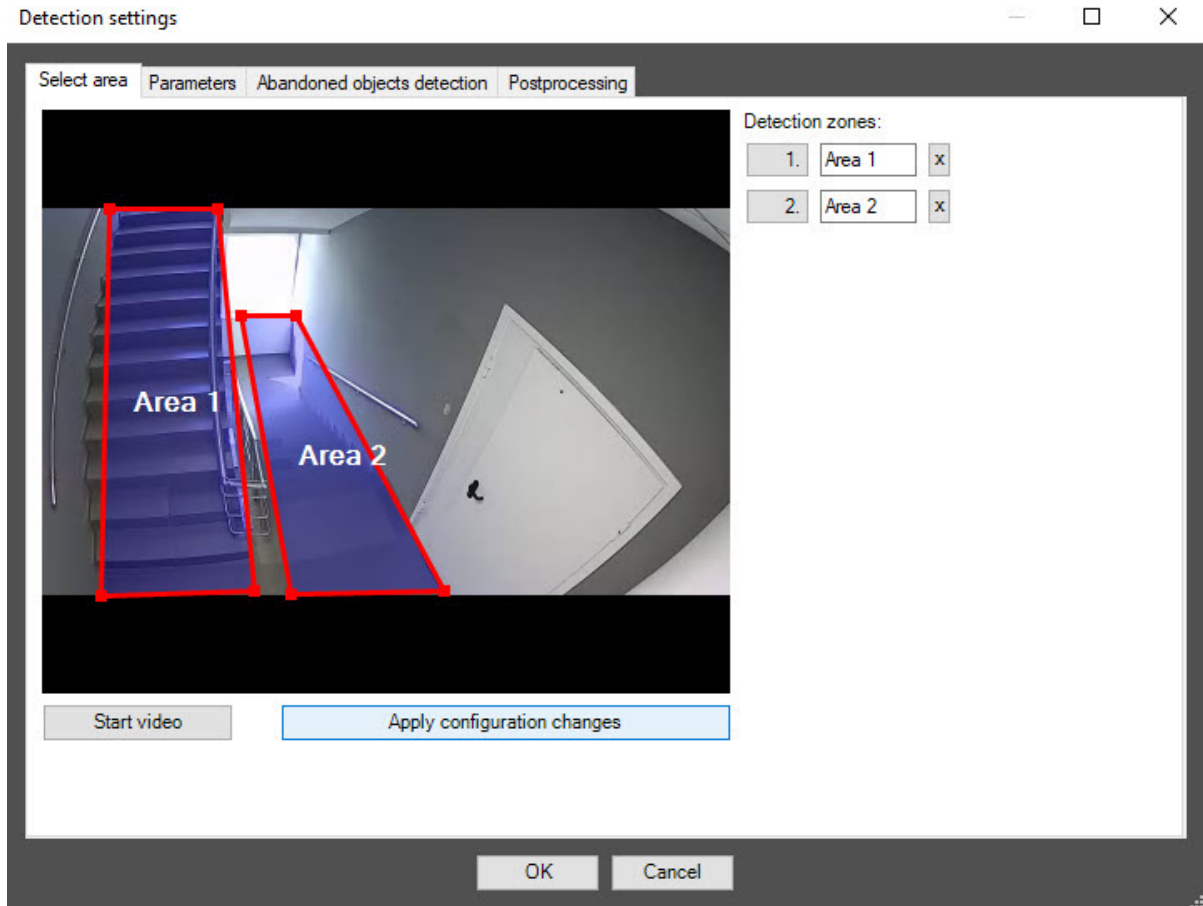 Detection settings
Select area Parameters Abandoned objects detection Postprocessing
Detection zones:
1. Area 1 x
2. Area 2 x
Area 1
Area 2
Start video Apply configuration changes
OK Cancel